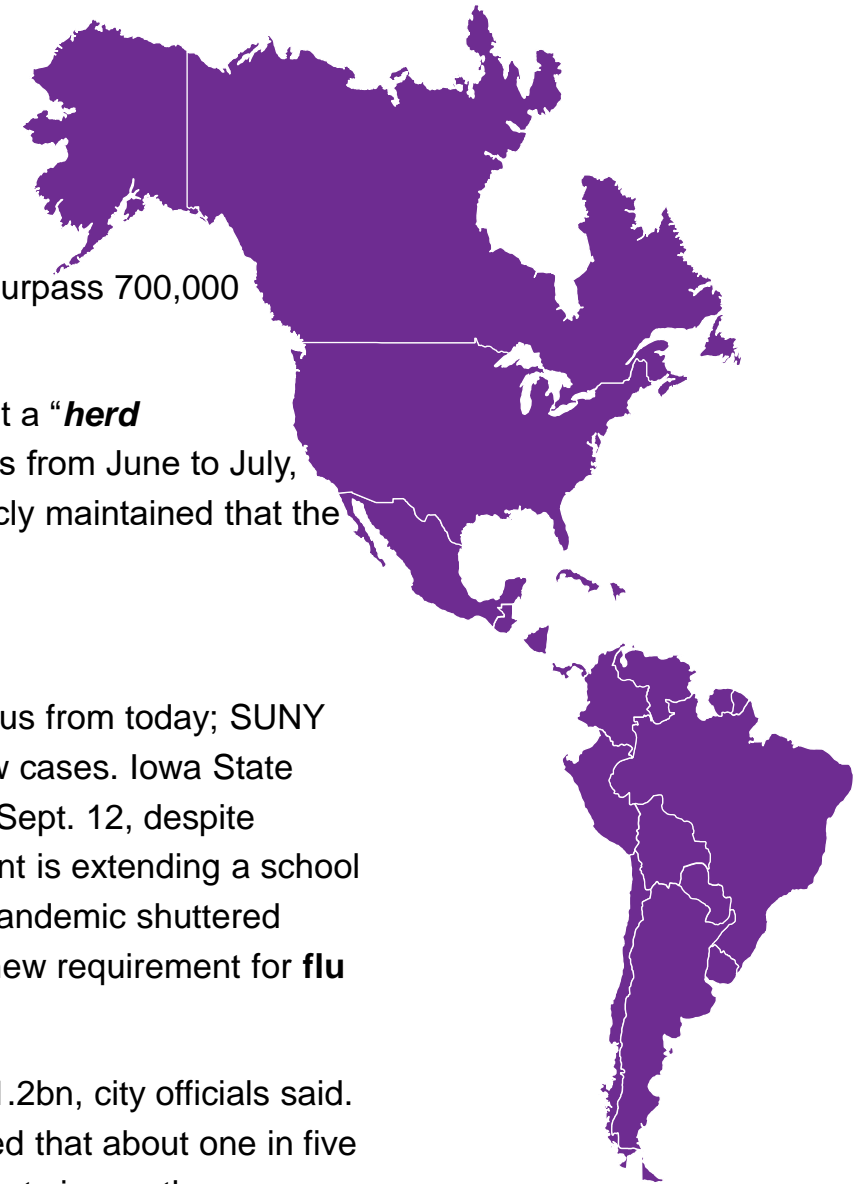 urpass 700,000
t a “herd
s from June to July,
cly maintained that the
us from today; SUNY
w cases. Iowa State
Sept. 12, despite
nt is extending a school
andemic shuttered
new requirement for flu
.2bn, city officials said.
ed that about one in five